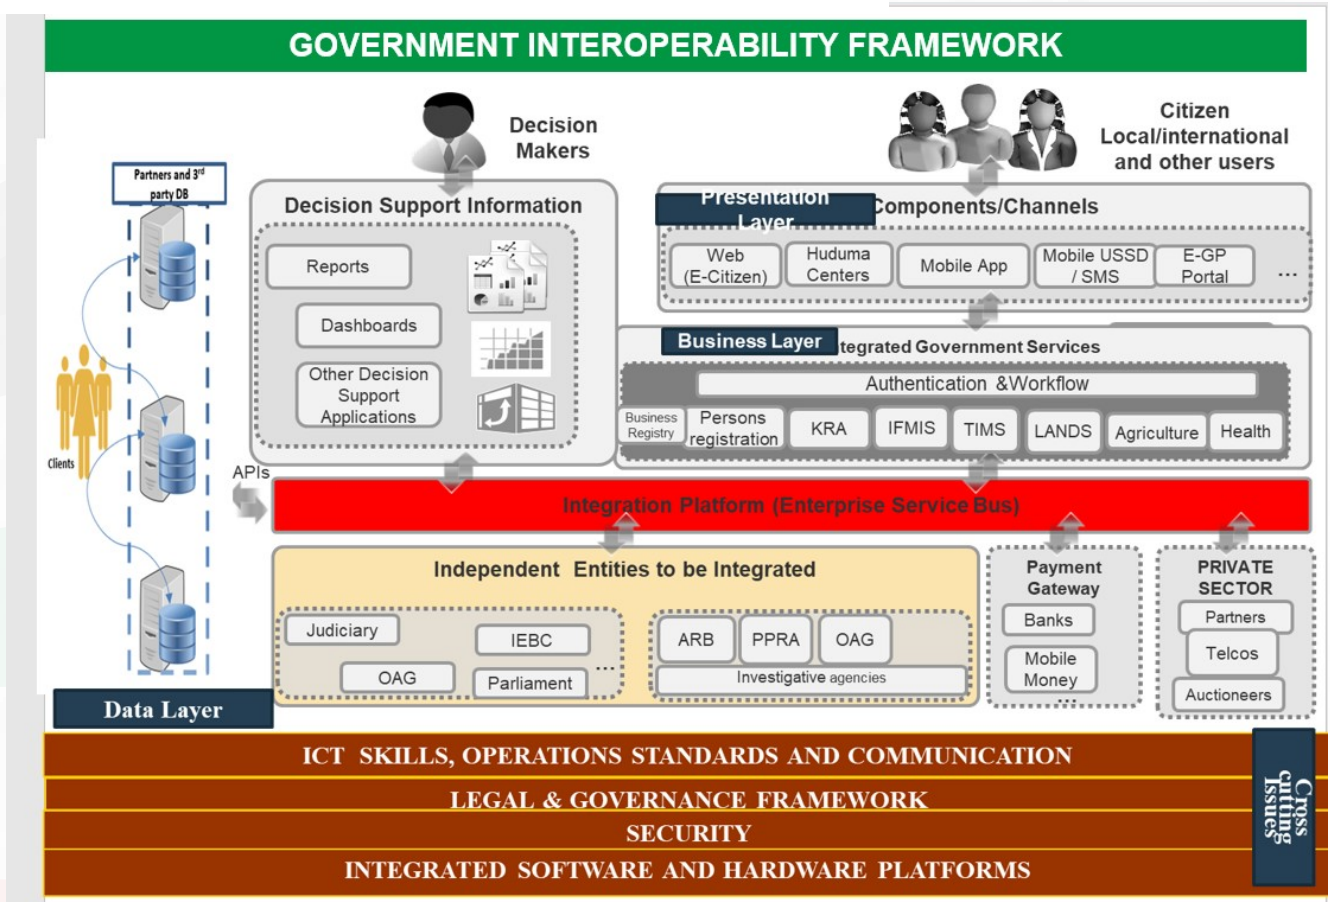 GOVERNMENT INTEROPERABILITY FRAMEWORK
Decision
Makers
Citizen
Local/international
and other users
Partners and 3rd
party DB
Clients
APIs
Decision Support Information
Reports
Dashboards
Other Decision
Support
Applications
Presentation
Layer
Components/Channels
Web
(E-Citizen)
Huduma
Centers
Mobile App
Mobile USSD
/ SMS
E-GP
Portal
...
Business Layer
ntegrated Government Services
Authentication &Workflow
Business
Registry
Persons
registration
KRA
IFMIS
TIMS
LANDS
Agriculture
Health
Integration Platform (Enterprise Service Bus)
Independent Entities to be Integrated
Judiciary
IEBC
OAG
Parliament
...
ARB
PPRA
OAG
Investigative agencies
Payment
Gateway
Banks
Mobile
Money
...
PRIVATE
SECTOR
Partners
Telcos
Auctioneers
Data Layer
ICT SKILLS, OPERATIONS STANDARDS AND COMMUNICATION
LEGAL & GOVERNANCE FRAMEWORK
SECURITY
INTEGRATED SOFTWARE AND HARDWARE PLATFORMS
Cross
cutting
Issues